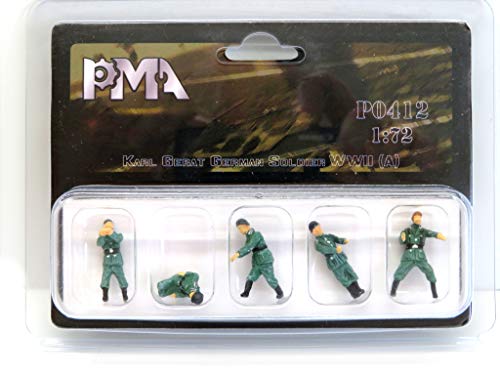 PMA
P0412
1:72
KARL GERAT GERMAN SOLDIER WWII (A)